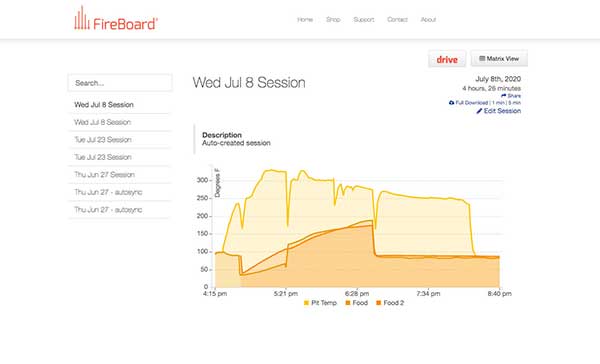 FireBoard
Home Shop Support Contact About
drive Matrix View
Search...
Wed Jul 8 Session
Wed Jul 8 Session
Tue Jul 23 Session
Tue Jul 23 Session
Thu Jun 27 Session
Thu Jun 27 - autosync
Thu Jun 27 - autosync
Wed Jul 8 Session
July 8th, 2020
4 hours, 26 minutes
Share
Full Download | 1 min | 5 min
Edit Session
Description
Auto-created session
Degrees F
300
250
200
150
100
50
0
4:15 pm 5:21 pm 6:28 pm 7:34 pm 8:40 pm
Pit Temp Food Food 2